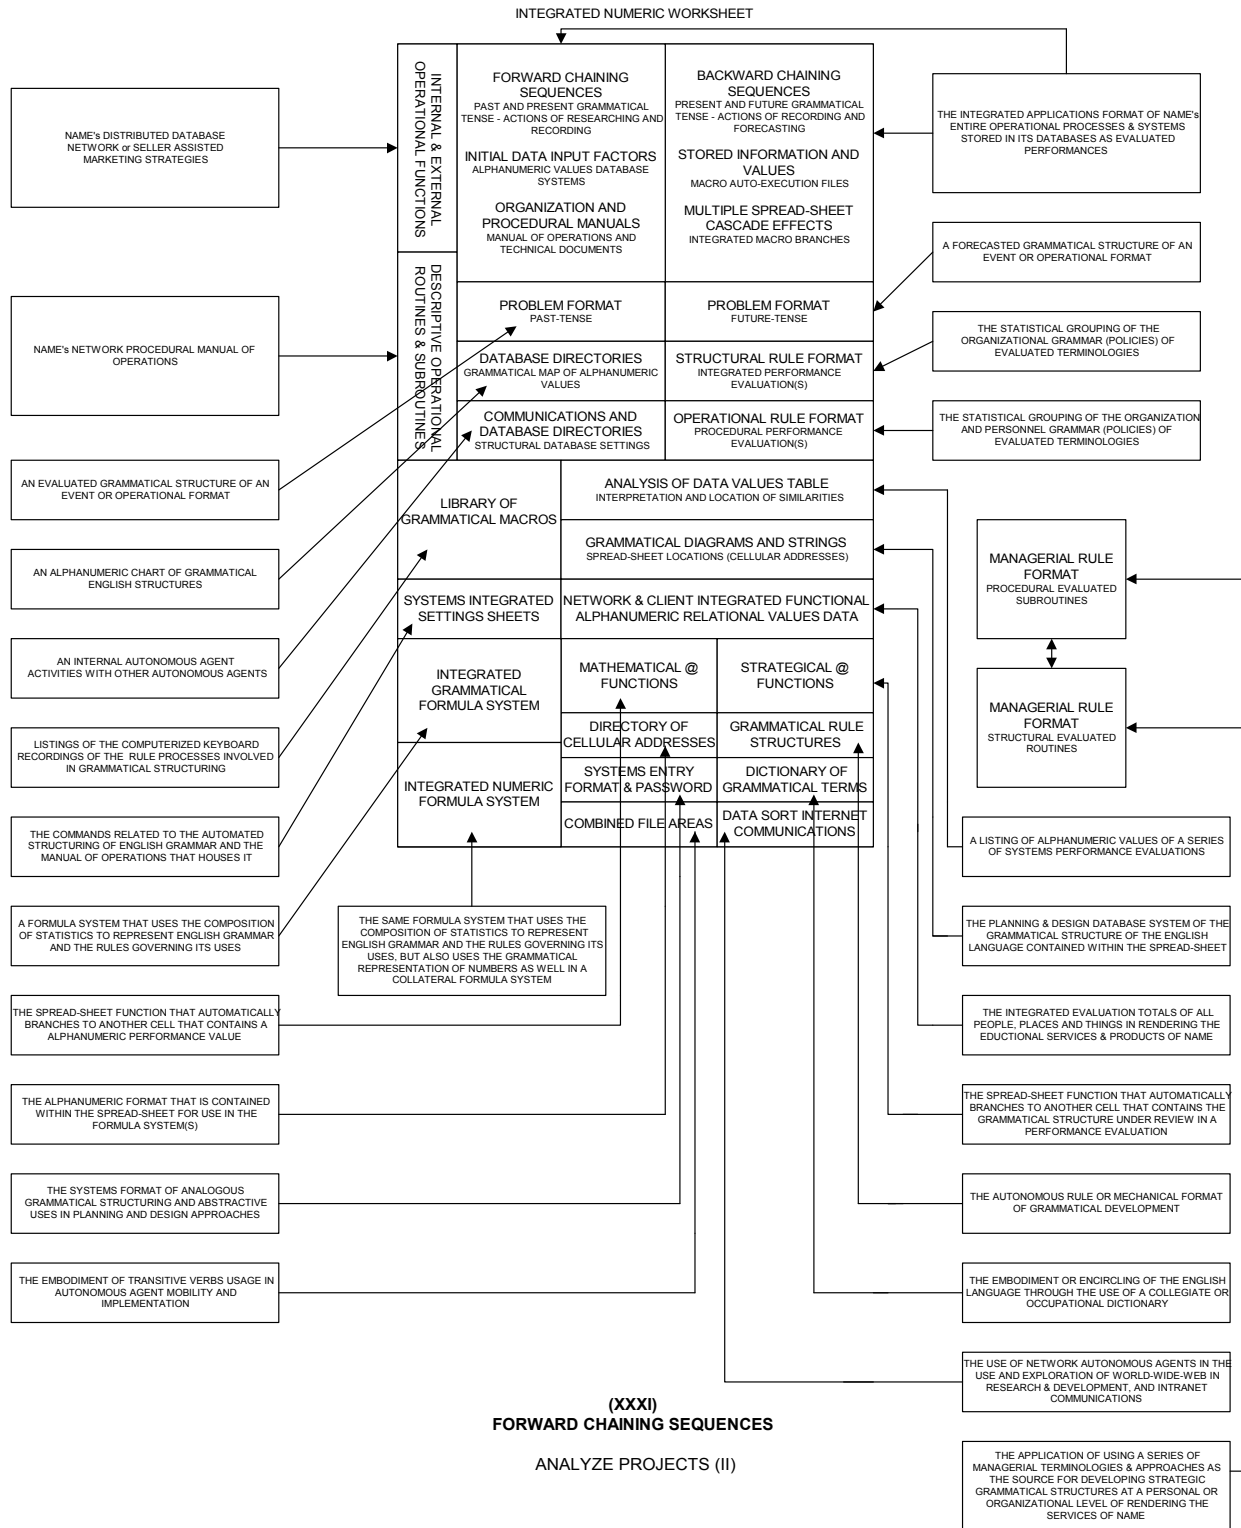 INTEGRATED NUMERIC WORKSHEET
INTERNAL & EXTERNAL
OPERATIONAL FUNCTIONS
FORWARD CHAINING
SEQUENCES
PAST AND PRESENT GRAMMATICAL
TENSE - ACTIONS OF RESEARCHING AND
RECORDING
INITIAL DATA INPUT FACTORS
ALPHANUMERIC VALUES DATABASE
SYSTEMS
ORGANIZATION AND
PROCEDURAL MANUALS
MANUAL OF OPERATIONS AND
TECHNICAL DOCUMENTS
BACKWARD CHAINING
SEQUENCES
PRESENT AND FUTURE GRAMMATICAL
TENSE - ACTIONS OF RECORDING AND
FORECASTING
STORED INFORMATION AND
VALUES
MACRO AUTO-EXECUTION FILES
MULTIPLE SPREAD-SHEET
CASCADE EFFECTS
INTEGRATED MACRO BRANCHES
DESCRIPTIVE OPERATIONAL
ROUTINES & SUBROUTINES
PROBLEM FORMAT
PAST-TENSE
PROBLEM FORMAT
FUTURE-TENSE
DATABASE DIRECTORIES
GRAMMATICAL MAP OF ALPHANUMERIC
VALUES
STRUCTURAL RULE FORMAT
INTEGRATED PERFORMANCE
EVALUATION(S)
COMMUNICATIONS AND
DATABASE DIRECTORIES
STRUCTURAL DATABASE SETTINGS
OPERATIONAL RULE FORMAT
PROCEDURAL PERFORMANCE
EVALUATION(S)
LIBRARY OF
GRAMMATICAL MACROS
ANALYSIS OF DATA VALUES TABLE
INTERPRETATION AND LOCATION OF SIMILARITIES
GRAMMATICAL DIAGRAMS AND STRINGS
SPREAD-SHEET LOCATIONS (CELLULAR ADDRESSES)
SYSTEMS INTEGRATED
SETTINGS SHEETS
NETWORK & CLIENT INTEGRATED FUNCTIONAL
ALPHANUMERIC RELATIONAL VALUES DATA
INTEGRATED
GRAMMATICAL
FORMULA SYSTEM
MATHEMATICAL @
FUNCTIONS
STRATEGICAL @
FUNCTIONS
DIRECTORY OF
CELLULAR ADDRESSES
GRAMMATICAL RULE
STRUCTURES
INTEGRATED NUMERIC
FORMULA SYSTEM
SYSTEMS ENTRY
FORMAT & PASSWORD
DICTIONARY OF
GRAMMATICAL TERMS
COMBINED FILE AREAS
DATA SORT INTERNET
COMMUNICATIONS
NAME's DISTRIBUTED DATABASE
NETWORK or SELLER ASSISTED
MARKETING STRATEGIES
NAME's NETWORK PROCEDURAL MANUAL OF
OPERATIONS
AN EVALUATED GRAMMATICAL STRUCTURE OF AN
EVENT OR OPERATIONAL FORMAT
AN ALPHANUMERIC CHART OF GRAMMATICAL
ENGLISH STRUCTURES
AN INTERNAL AUTONOMOUS AGENT
ACTIVITIES WITH OTHER AUTONOMOUS AGENTS
LISTINGS OF THE COMPUTERIZED KEYBOARD
RECORDINGS OF THE RULE PROCESSES INVOLVED
IN GRAMMATICAL STRUCTURING
THE COMMANDS RELATED TO THE AUTOMATED
STRUCTURING OF ENGLISH GRAMMAR AND THE
MANUAL OF OPERATIONS THAT HOUSES IT
A FORMULA SYSTEM THAT USES THE COMPOSITION
OF STATISTICS TO REPRESENT ENGLISH GRAMMAR
AND THE RULES GOVERNING ITS USES
THE SPREAD-SHEET FUNCTION THAT AUTOMATICALLY
BRANCHES TO ANOTHER CELL THAT CONTAINS A
ALPHANUMERIC PERFORMANCE VALUE
THE ALPHANUMERIC FORMAT THAT IS CONTAINED
WITHIN THE SPREAD-SHEET FOR USE IN THE
FORMULA SYSTEM(S)
THE SYSTEMS FORMAT OF ANALOGOUS
GRAMMATICAL STRUCTURING AND ABSTRACTIVE
USES IN PLANNING AND DESIGN APPROACHES
THE EMBODIMENT OF TRANSITIVE VERBS USAGE IN
AUTONOMOUS AGENT MOBILITY AND
IMPLEMENTATION
THE SAME FORMULA SYSTEM THAT USES THE
COMPOSITION OF STATISTICS TO REPRESENT
ENGLISH GRAMMAR AND THE RULES GOVERNING ITS
USES, BUT ALSO USES THE GRAMMATICAL
REPRESENTATION OF NUMBERS AS WELL IN A
COLLATERAL FORMULA SYSTEM
THE INTEGRATED APPLICATIONS FORMAT OF NAME's
ENTIRE OPERATIONAL PROCESSES & SYSTEMS
STORED IN ITS DATABASES AS EVALUATED
PERFORMANCES
A FORECASTED GRAMMATICAL STRUCTURE OF AN
EVENT OR OPERATIONAL FORMAT
THE STATISTICAL GROUPING OF THE
ORGANIZATIONAL GRAMMAR (POLICIES) OF
EVALUATED TERMINOLOGIES
THE STATISTICAL GROUPING OF THE ORGANIZATION
AND PERSONNEL GRAMMAR (POLICIES) OF
EVALUATED TERMINOLOGIES
MANAGERIAL RULE
FORMAT
PROCEDURAL EVALUATED
SUBROUTINES
MANAGERIAL RULE
FORMAT
STRUCTURAL EVALUATED
ROUTINES
A LISTING OF ALPHANUMERIC VALUES OF A SERIES
OF SYSTEMS PERFORMANCE EVALUATIONS
THE PLANNING & DESIGN DATABASE SYSTEM OF THE
GRAMMATICAL STRUCTURE OF THE ENGLISH
LANGUAGE CONTAINED WITHIN THE SPREAD-SHEET
THE INTEGRATED EVALUATION TOTALS OF ALL
PEOPLE, PLACES AND THINGS IN RENDERING THE
EDUCTIONAL SERVICES & PRODUCTS OF NAME
THE SPREAD-SHEET FUNCTION THAT AUTOMATICALLY
BRANCHES TO ANOTHER CELL THAT CONTAINS THE
GRAMMATICAL STRUCTURE UNDER REVIEW IN A
PERFORMANCE EVALUATION
THE AUTONOMOUS RULE OR MECHANICAL FORMAT
OF GRAMMATICAL DEVELOPMENT
THE EMBODIMENT OR ENCIRCLING OF THE ENGLISH
LANGUAGE THROUGH THE USE OF A COLLEGIATE OR
OCCUPATIONAL DICTIONARY
THE USE OF NETWORK AUTONOMOUS AGENTS IN THE
USE AND EXPLORATION OF WORLD-WIDE-WEB IN
RESEARCH & DEVELOPMENT, AND INTRANET
COMMUNICATIONS
THE APPLICATION OF USING A SERIES OF
MANAGERIAL TERMINOLOGIES & APPROACHES AS
THE SOURCE FOR DEVELOPING STRATEGIC
GRAMMATICAL STRUCTURES AT A PERSONAL OR
ORGANIZATIONAL LEVEL OF RENDERING THE
SERVICES OF NAME
(XXXI)
FORWARD CHAINING SEQUENCES
ANALYZE PROJECTS (II)